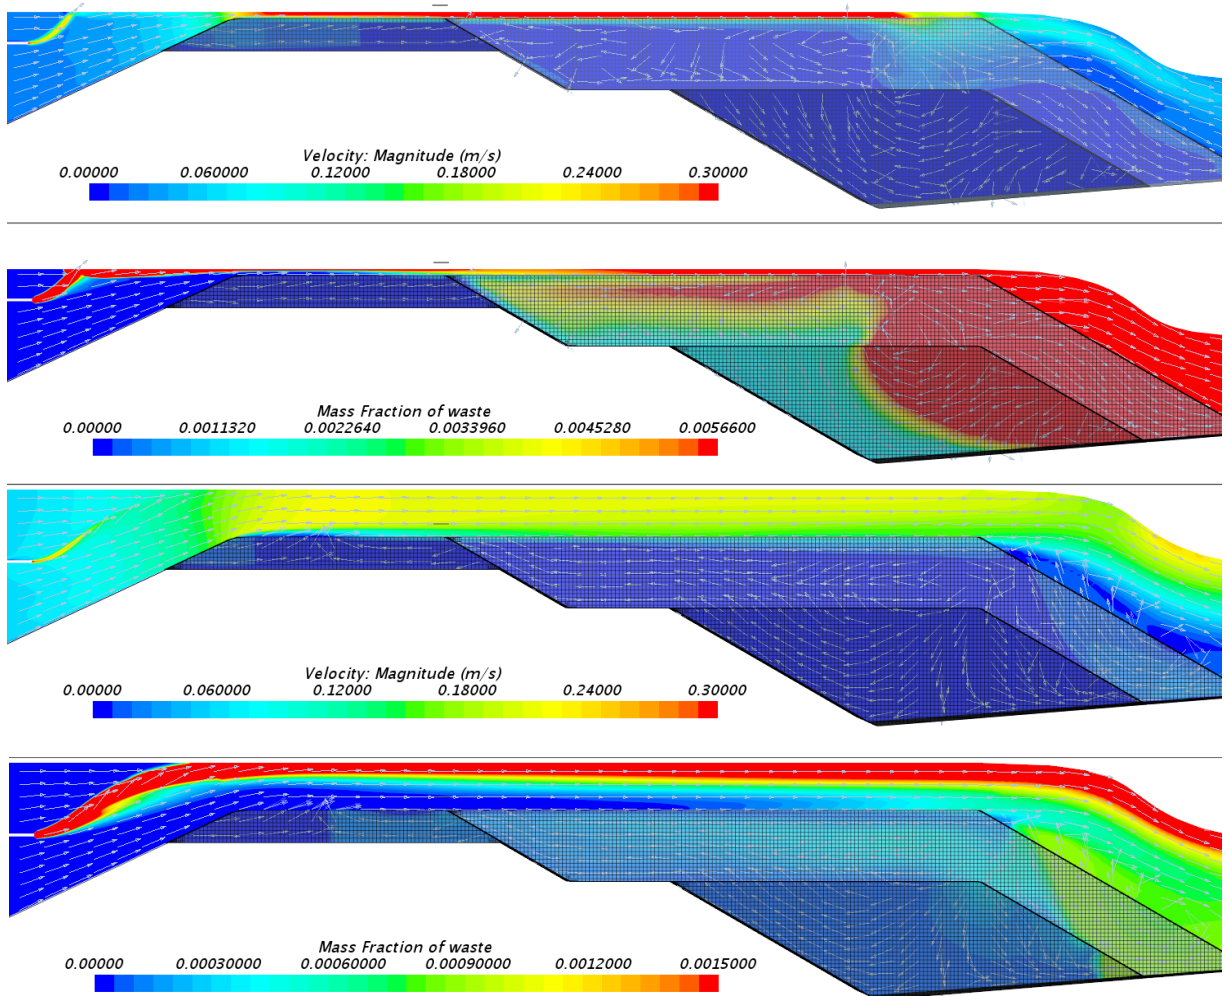 Velocity: Magnitude (m/s)
0.00000 0.060000 0.12000 0.18000 0.24000 0.30000
Mass Fraction of waste
0.00000 0.0011320 0.0022640 0.0033960 0.0045280 0.0056600
Velocity: Magnitude (m/s)
0.00000 0.060000 0.12000 0.18000 0.24000 0.30000
Mass Fraction of waste
0.00000 0.00030000 0.00060000 0.00090000 0.0012000 0.0015000